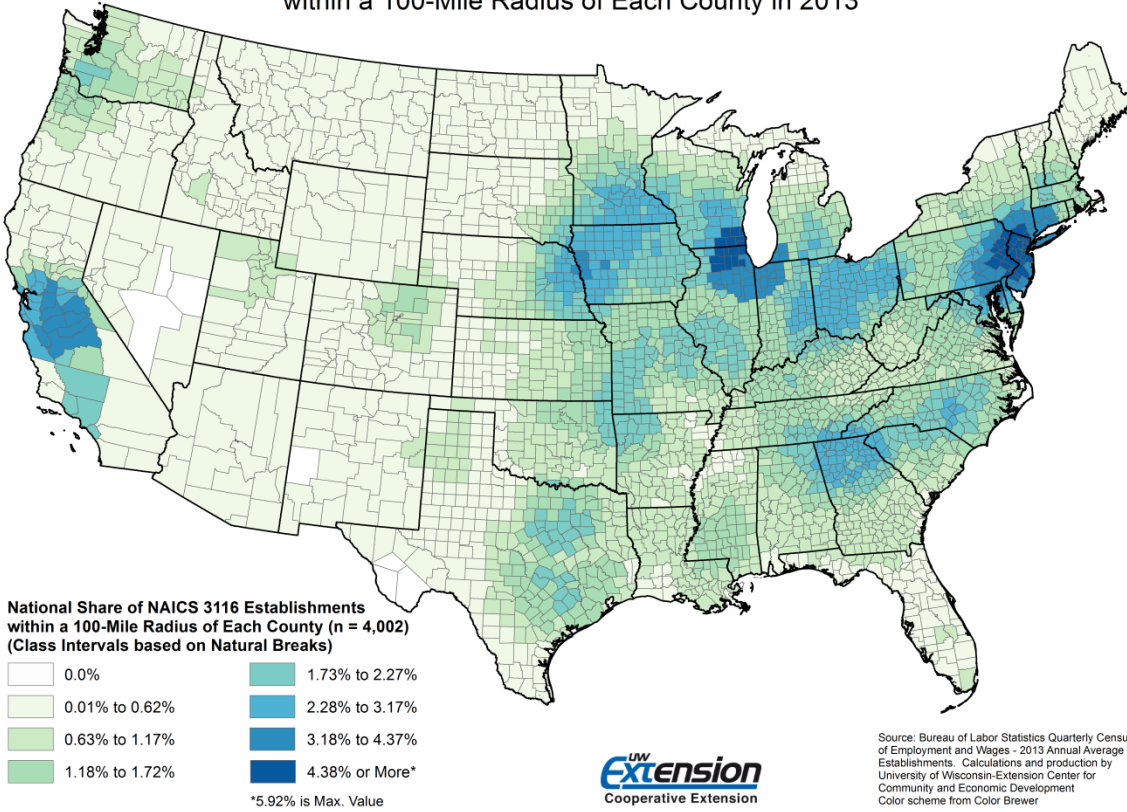 within a 100-Mile Radius of Each County in 2013
National Share of NAICS 3116 Establishments
within a 100-Mile Radius of Each County (n = 4,002)
(Class Intervals based on Natural Breaks)
0.0%
0.01% to 0.62%
0.63% to 1.17%
1.18% to 1.72%
1.73% to 2.27%
2.28% to 3.17%
3.18% to 4.37%
4.38% or More*
*5.92% is Max. Value
UW
Extension
Cooperative Extension
Source: Bureau of Labor Statistics Quarterly Censu
of Employment and Wages - 2013 Annual Average
Establishments. Calculations and production by
University of Wisconsin-Extension Center for
Community and Economic Development
Color scheme from Color Brewer